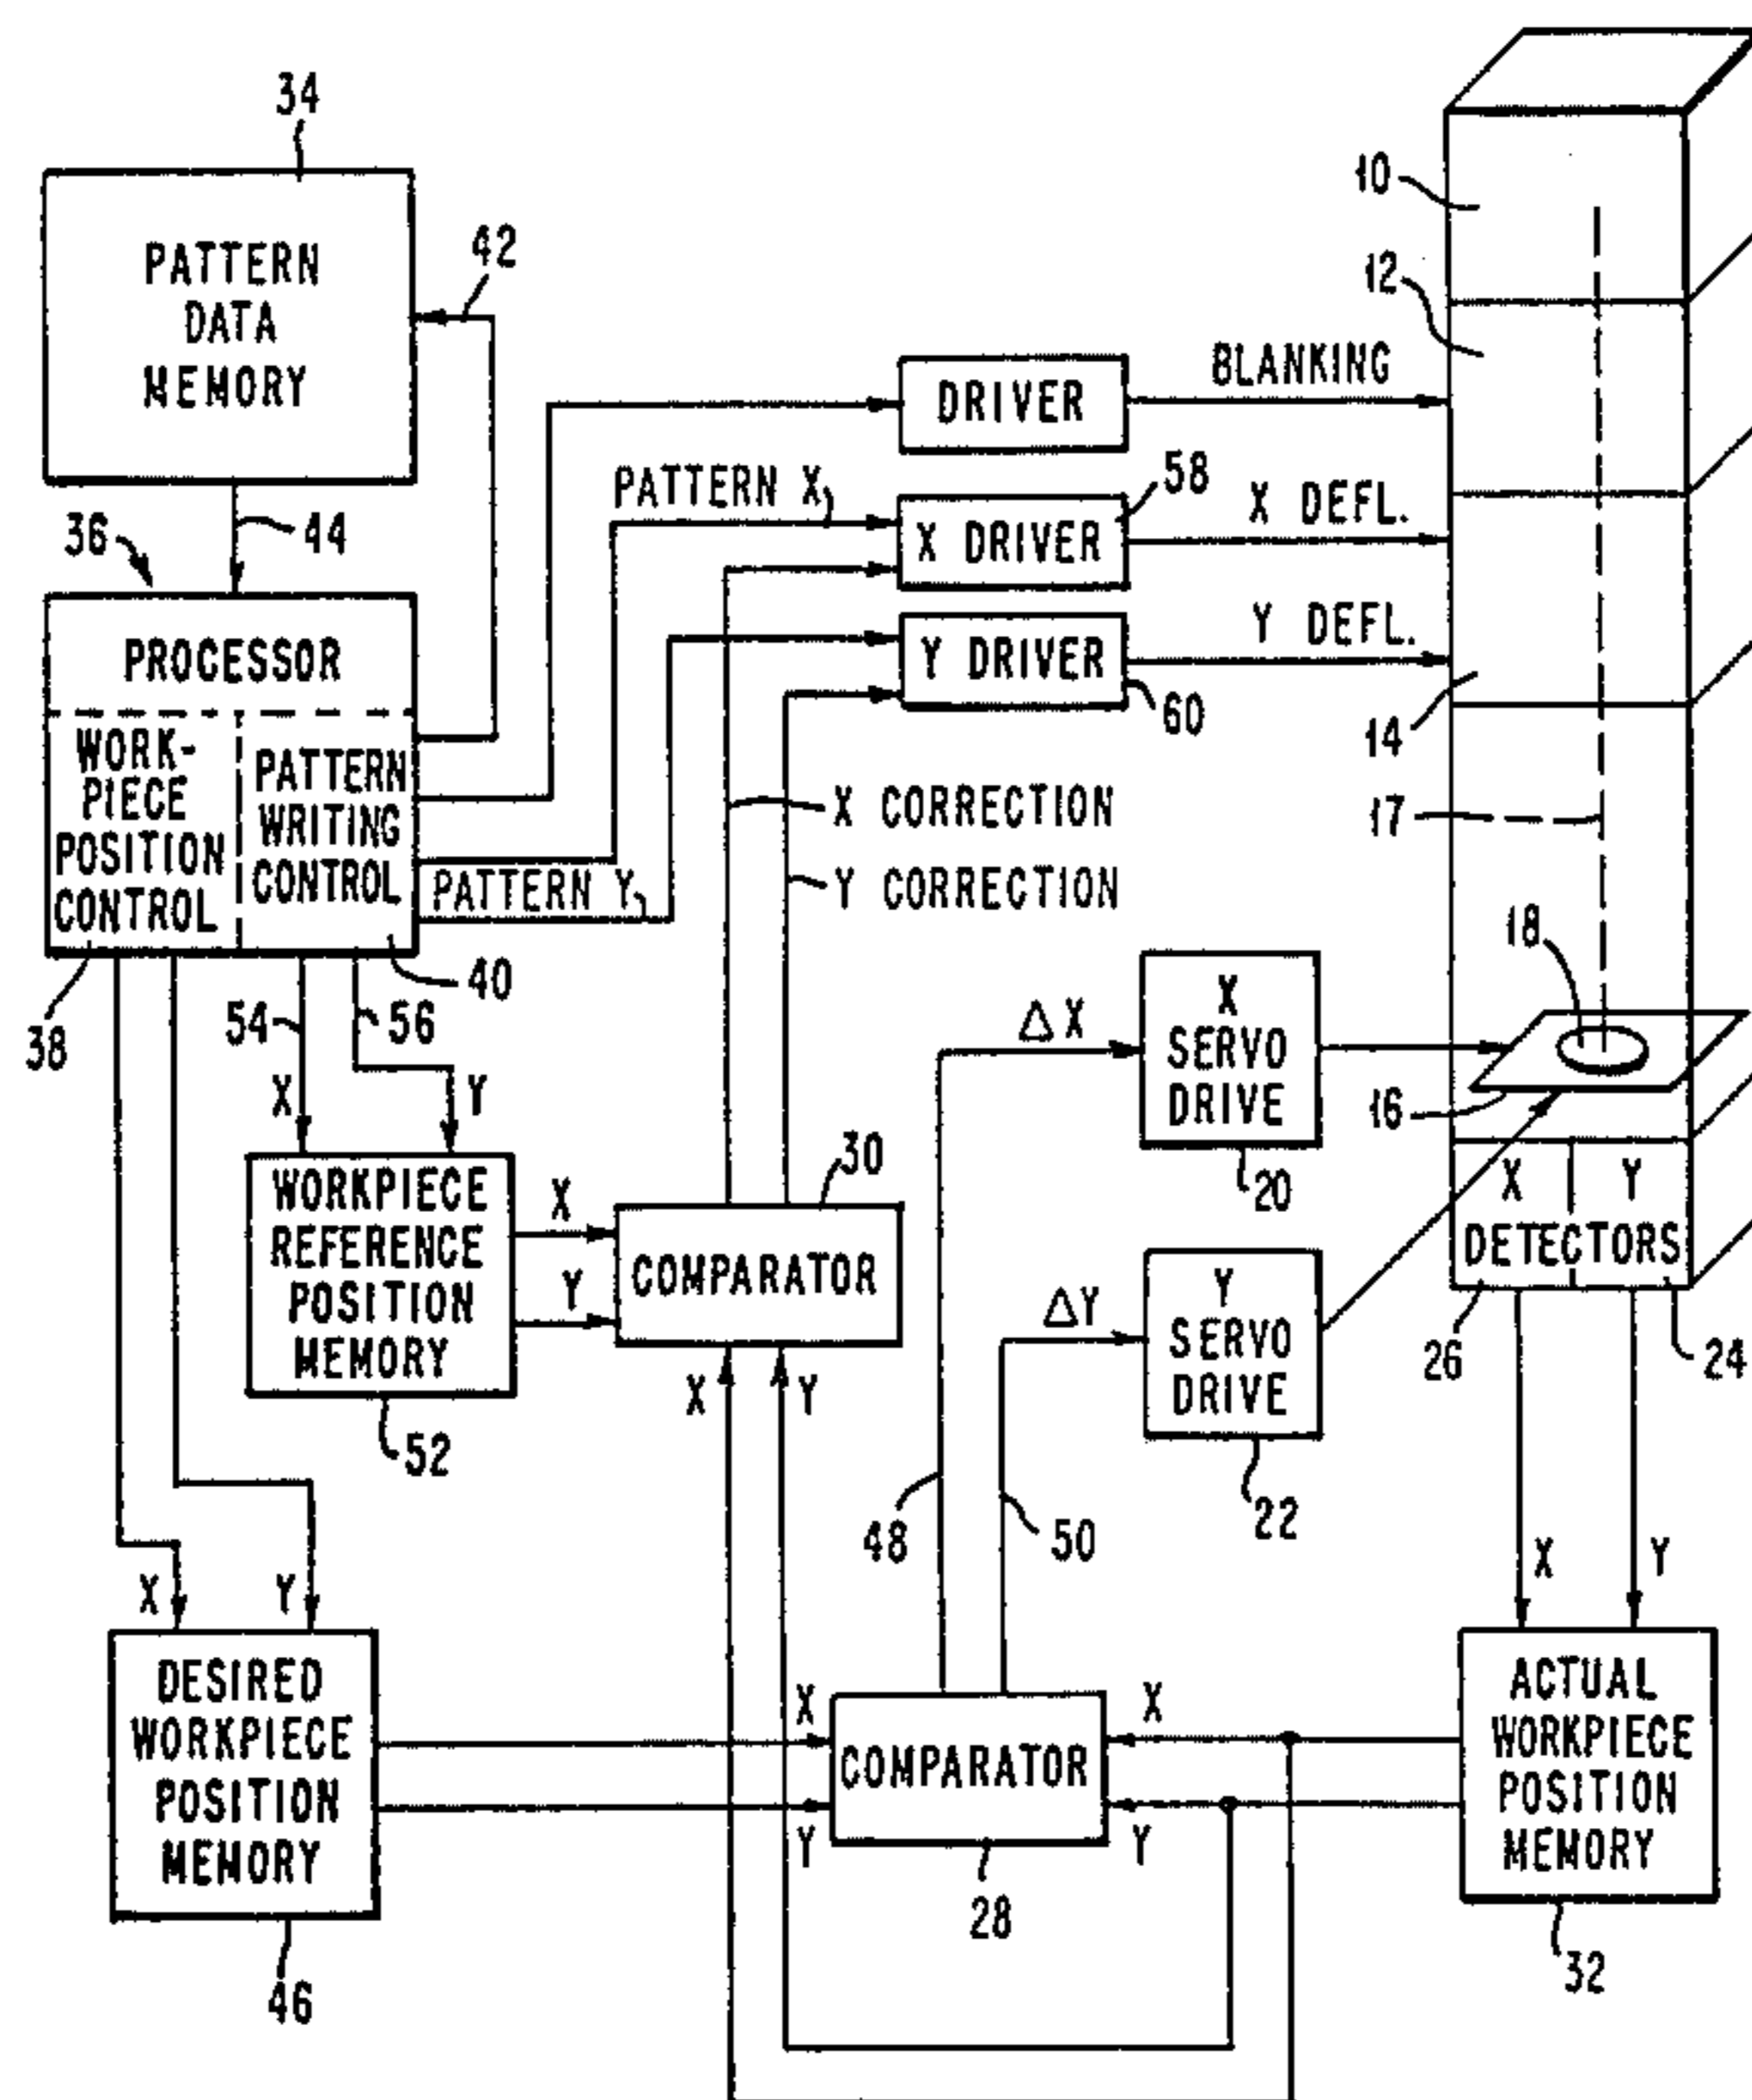 34
PATTERN
DATA
MEMORY
42
44
36
PROCESSOR
WORK-
PIECE
POSITION
CONTROL
PATTERN
WRITING
CONTROL
38
40
54
56
X
Y
WORKPIECE
REFERENCE
POSITION
MEMORY
52
X
Y
X
Y
DESIRED
WORKPIECE
POSITION
MEMORY
46
DRIVER
BLANKING
PATTERN X
X DRIVER
58
X DEFL.
PATTERN Y
Y DRIVER
60
Y DEFL.
X CORRECTION
Y CORRECTION
30
COMPARATOR
X
Y
ΔX
X
SERVO
DRIVE
20
ΔY
Y
SERVO
DRIVE
22
48
50
X
Y
COMPARATOR
X
Y
28
10
12
14
17
18
16
X
Y
DETECTORS
26
24
X
Y
ACTUAL
WORKPIECE
POSITION
MEMORY
32